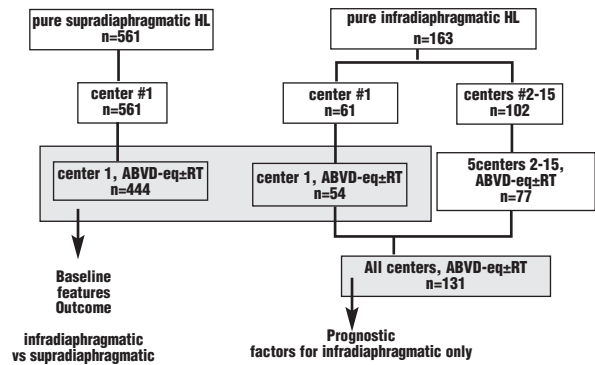 pure supradiaphragmatic HL
n=561
pure infradiaphragmatic HL
n=163
center #1
n=561
center #1
n=61
centers #2-15
n=102
center 1, ABVD-eq±RT
n=444
center 1, ABVD-eq±RT
n=54
5centers 2-15,
ABVD-eq±RT
n=77
All centers, ABVD-eq±RT
n=131
Baseline
features
Outcome
infradiaphragmatic
vs supradiaphragmatic
Prognostic
factors for infradiaphragmatic only